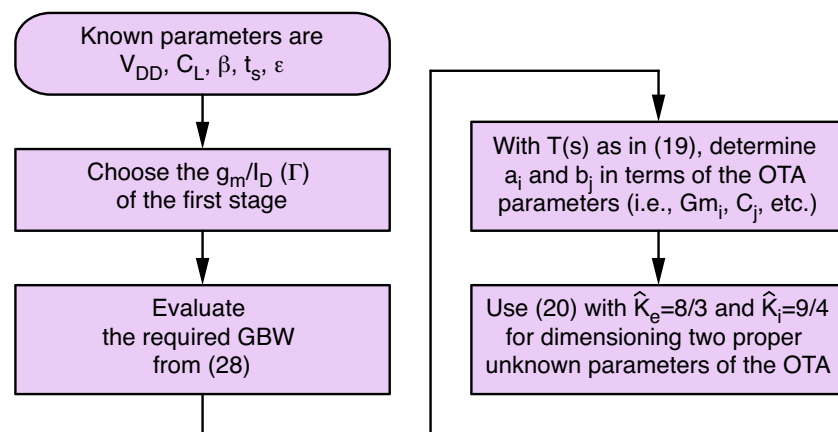 Known parameters are
V_DD, C_L, β, t_s, ε
Choose the g_m/I_D (Γ)
of the first stage
Evaluate
the required GBW
from (28)
With T(s) as in (19), determine
a_i and b_j in terms of the OTA
parameters (i.e., Gm_i, C_j, etc.)
Use (20) with K̂_e=8/3 and K̂_i=9/4
for dimensioning two proper
unknown parameters of the OTA